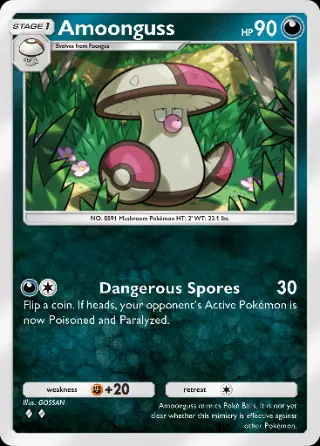 STAGE 1
Amoonguss
HP 90
Evolves from Foongus
NO. 0591 Mushroom Pokémon HT: 2' WT: 23.1 lbs.
Dangerous Spores 30
Flip a coin. If heads, your opponent's Active Pokémon
is now Poisoned and Paralyzed.
weakness +20
retreat
Illus. GOSSAN
Amoonguss mimics Poké Balls. It is not yet
clear whether this mimicry is effective against
other Pokémon.